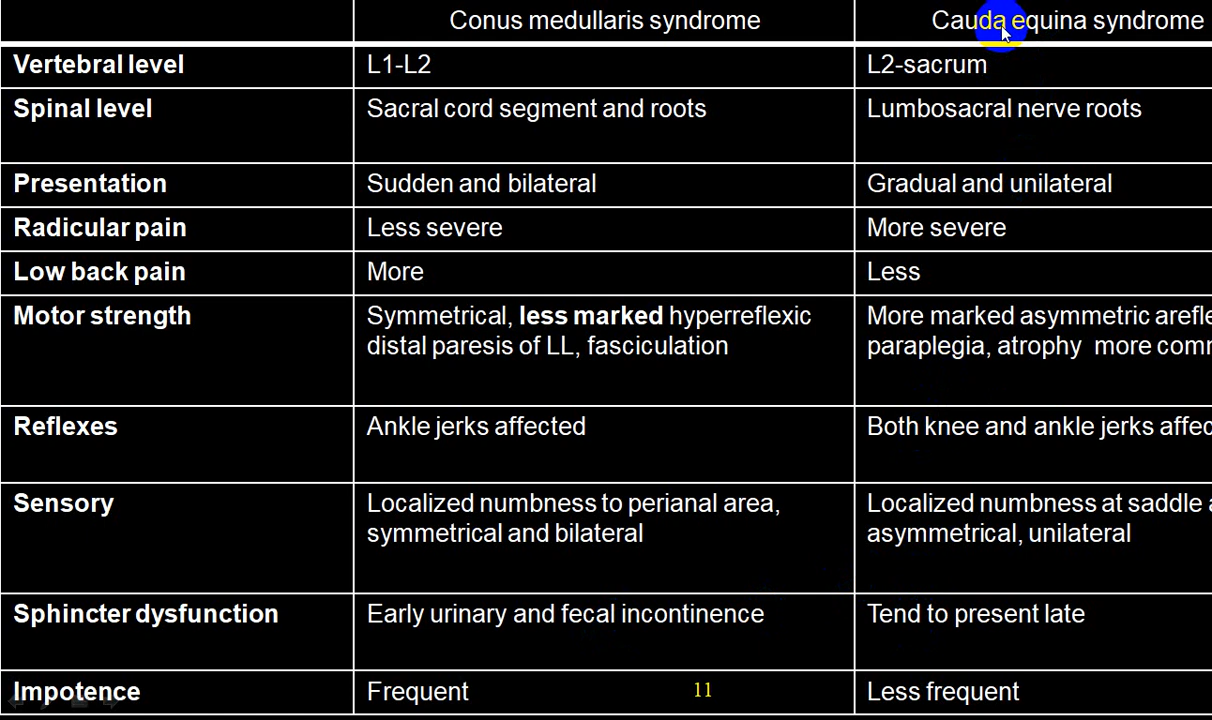 Conus medullaris syndrome Cauda equina syndrome
Vertebral level L1-L2 L2-sacrum
Spinal level Sacral cord segment and roots Lumbosacral nerve roots
Presentation Sudden and bilateral Gradual and unilateral
Radicular pain Less severe More severe
Low back pain More Less
Motor strength Symmetrical, less marked hyperreflexic More marked asymmetric
distal paresis of LL, fasciculation paraplegia, atrophy more
Reflexes Ankle jerks affected Both knee and ankle jerks
Sensory Localized numbness to perianal area, Localized numbness at saddle
symmetrical and bilateral asymmetrical, unilateral
Sphincter dysfunction Early urinary and fecal incontinence Tend to present late
Impotence Frequent 11 Less frequent